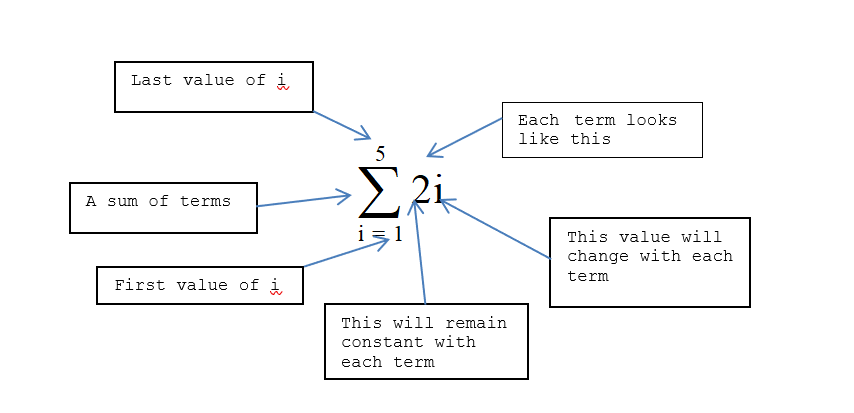 Last value of i
Each term looks
like this
5
A sum of terms
∑ 2i
i = 1
This value will
change with each
term
First value of i
This will remain
constant with
each term